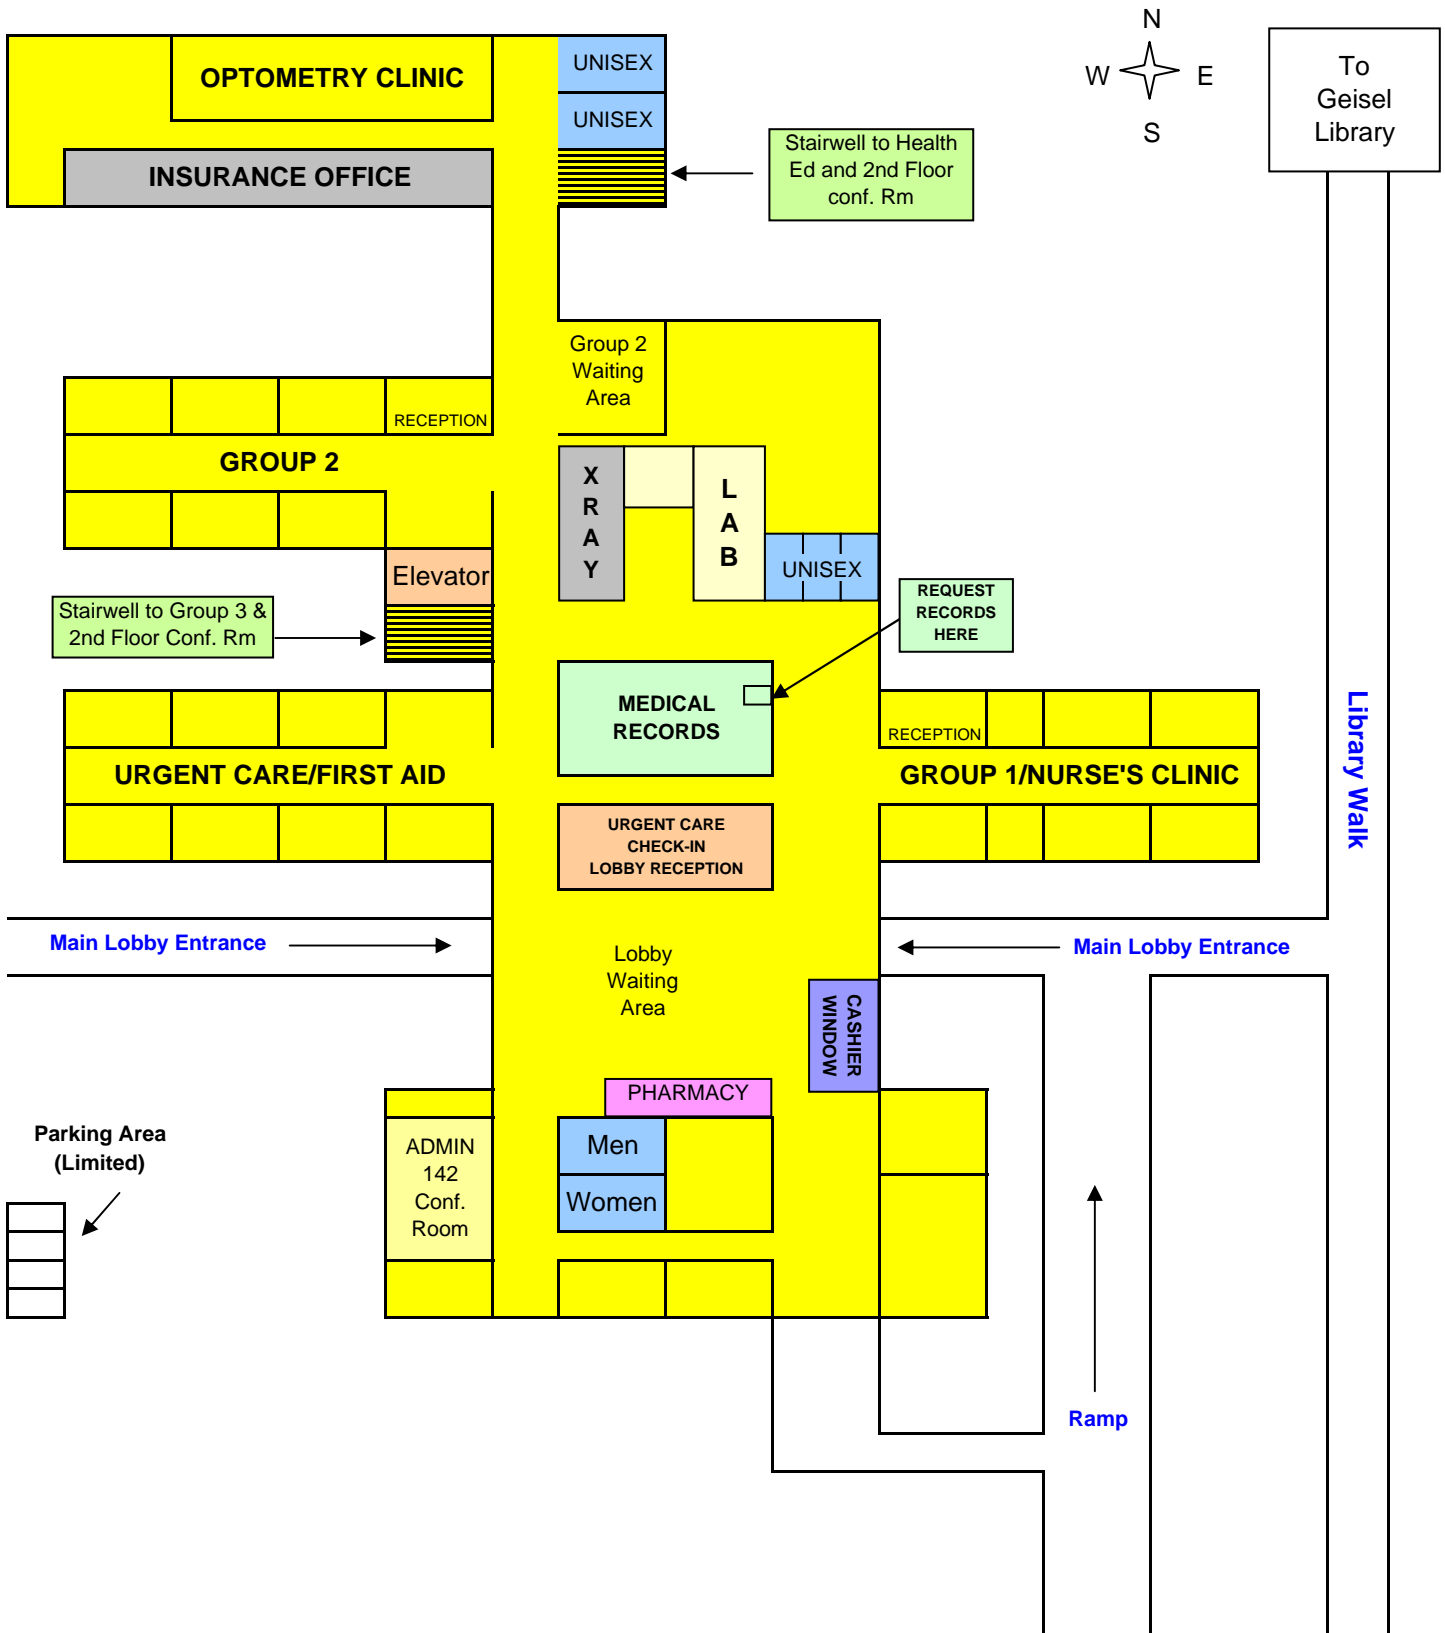 N
W E
S
To
Geisel
Library
OPTOMETRY CLINIC
UNISEX
UNISEX
INSURANCE OFFICE
Stairwell to Health
Ed and 2nd Floor
conf. Rm
Group 2
Waiting
Area
RECEPTION
GROUP 2
X
R
A
Y
L
A
B
UNISEX
Elevator
Stairwell to Group 3 &
2nd Floor Conf. Rm
REQUEST
RECORDS
HERE
MEDICAL
RECORDS
RECEPTION
URGENT CARE/FIRST AID
GROUP 1/NURSE'S CLINIC
Library Walk
URGENT CARE
CHECK-IN
LOBBY RECEPTION
Main Lobby Entrance
Lobby
Waiting
Area
Main Lobby Entrance
CASHIER
WINDOW
PHARMACY
Parking Area
(Limited)
ADMIN
142
Conf.
Room
Men
Women
Ramp